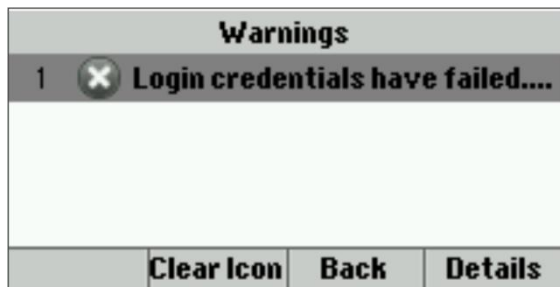 Warnings
1 Login credentials have failed....
Clear Icon Back Details